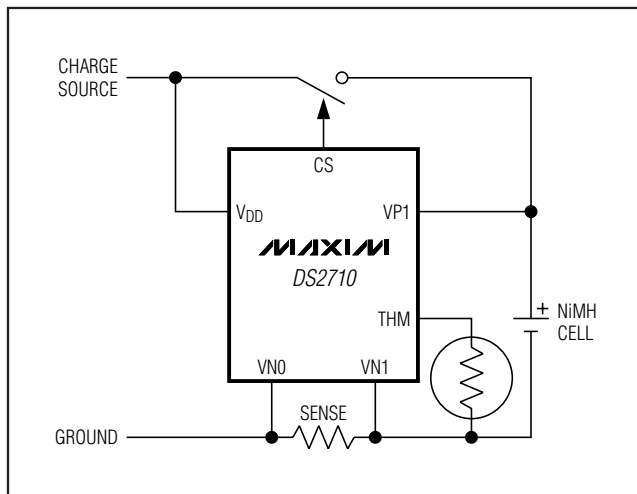 CHARGE
SOURCE
CS
VDD
VP1
MAXIM
DS2710
THM
+ NiMH
CELL
VN0
VN1
SENSE
GROUND